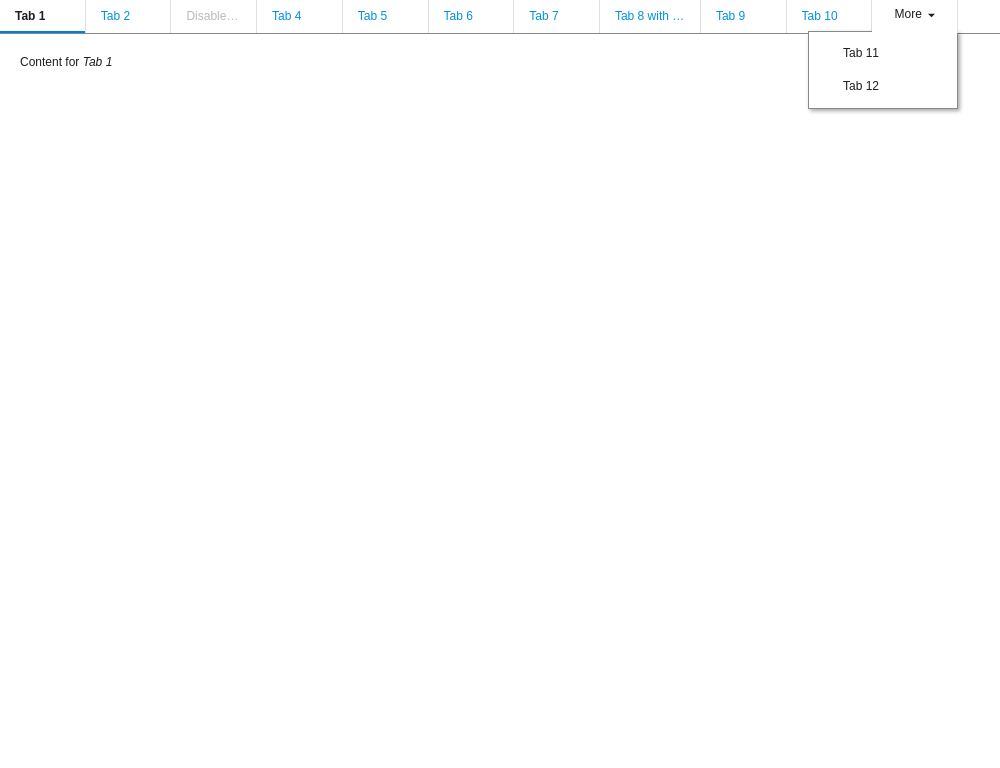 Tab 1 Tab 2 Disable… Tab 4 Tab 5 Tab 6 Tab 7 Tab 8 with … Tab 9 Tab 10 More
Tab 11
Content for Tab 1
Tab 12